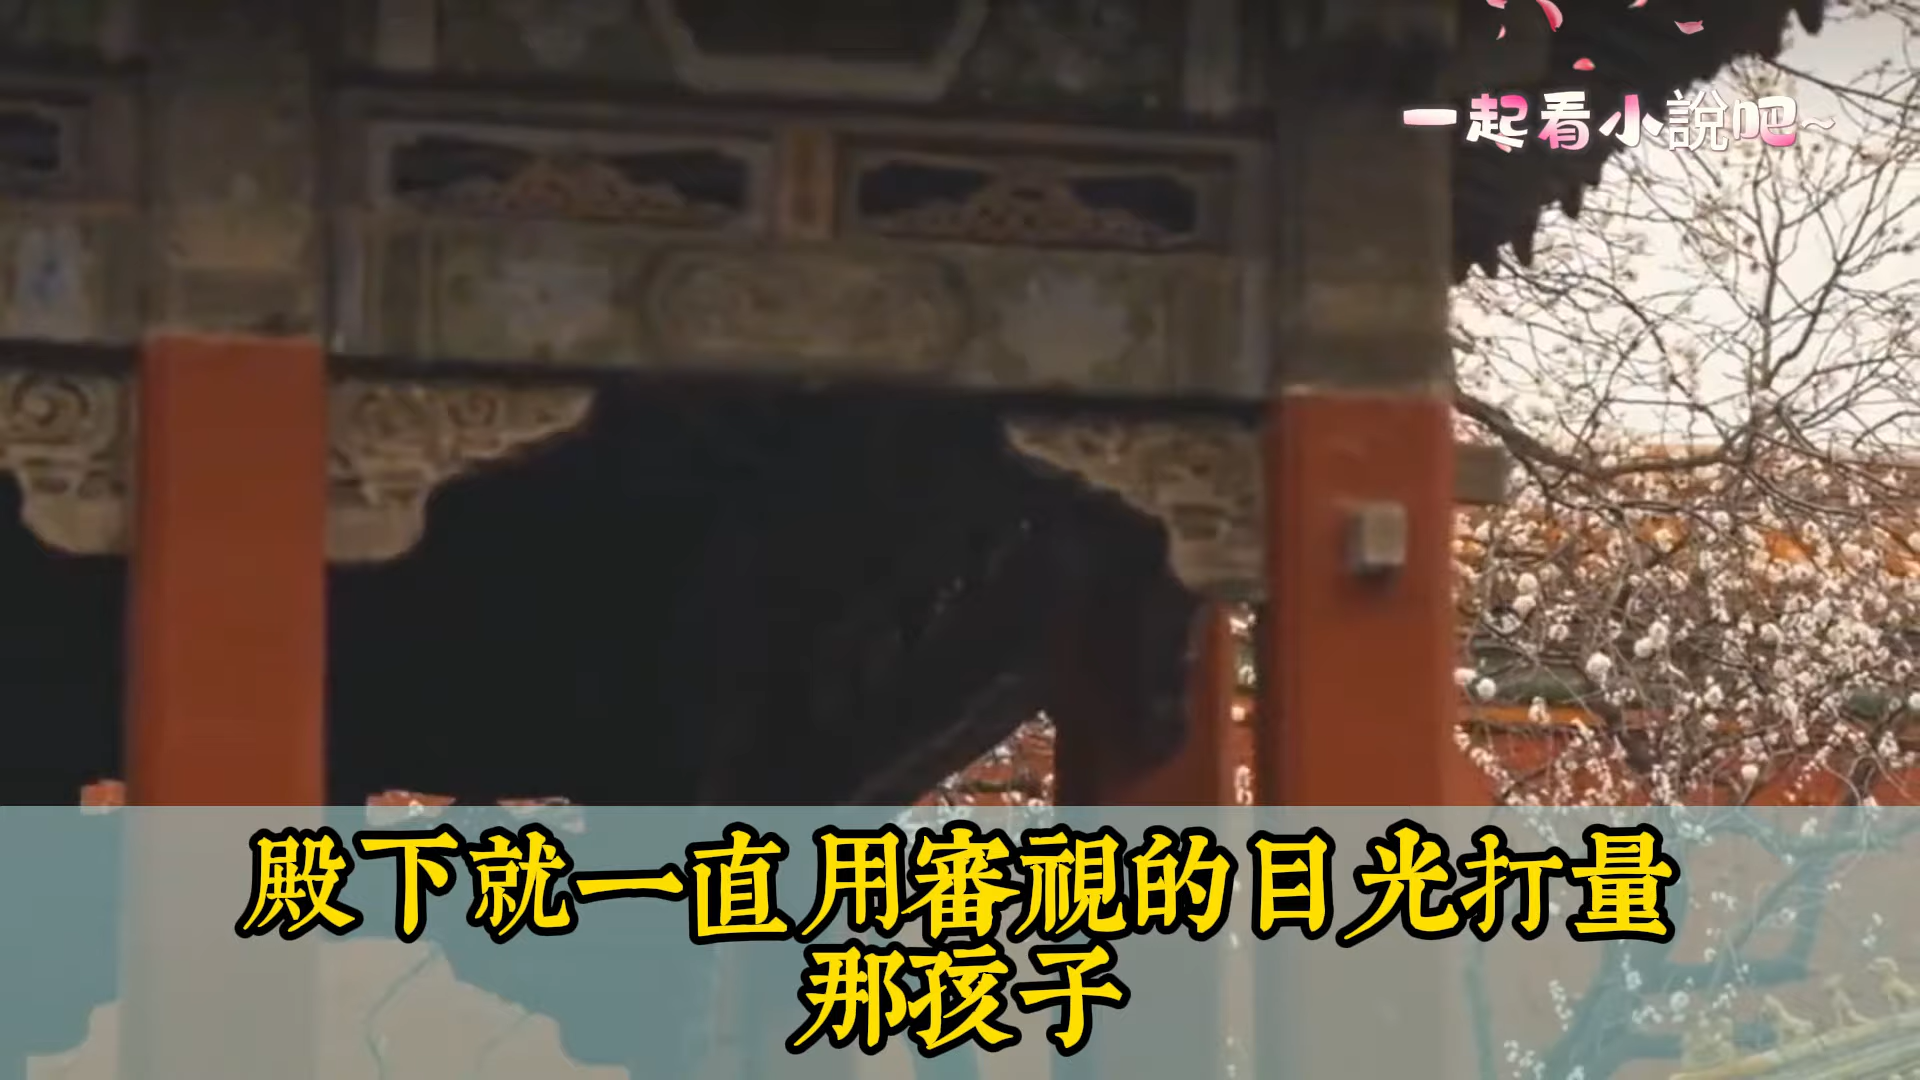 一起看小說吧~
殿下就一直用審視的目光打量
那孩子